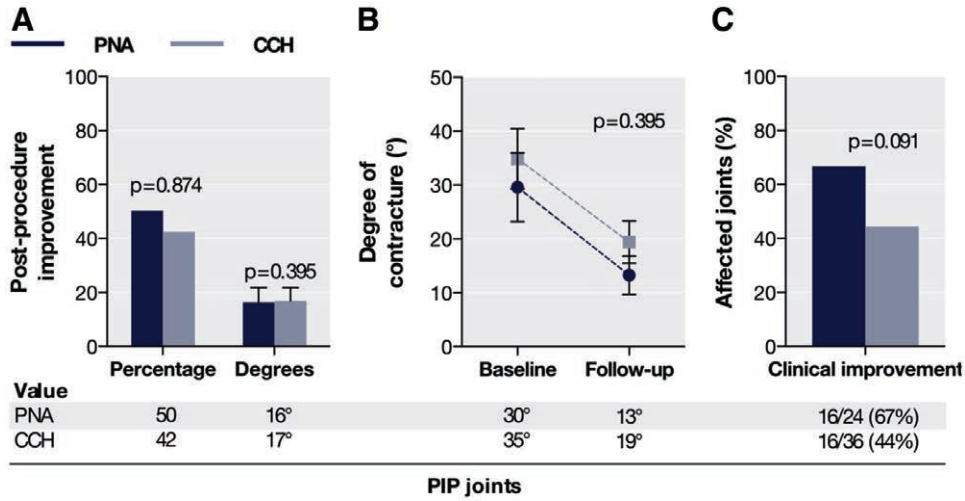 A
PNA CCH
Post-procedure
improvement
100
80
60
40
20
0
p=0.874
p=0.395
Percentage Degrees
B
Degree of
contracture (°)
50
40
30
20
10
0
p=0.395
Baseline Follow-up
C
Affected joints (%)
100
80
60
40
20
0
p=0.091
Clinical improvement
Value
PNA 50 16° 30° 13° 16/24 (67%)
CCH 42 17° 35° 19° 16/36 (44%)
PIP joints